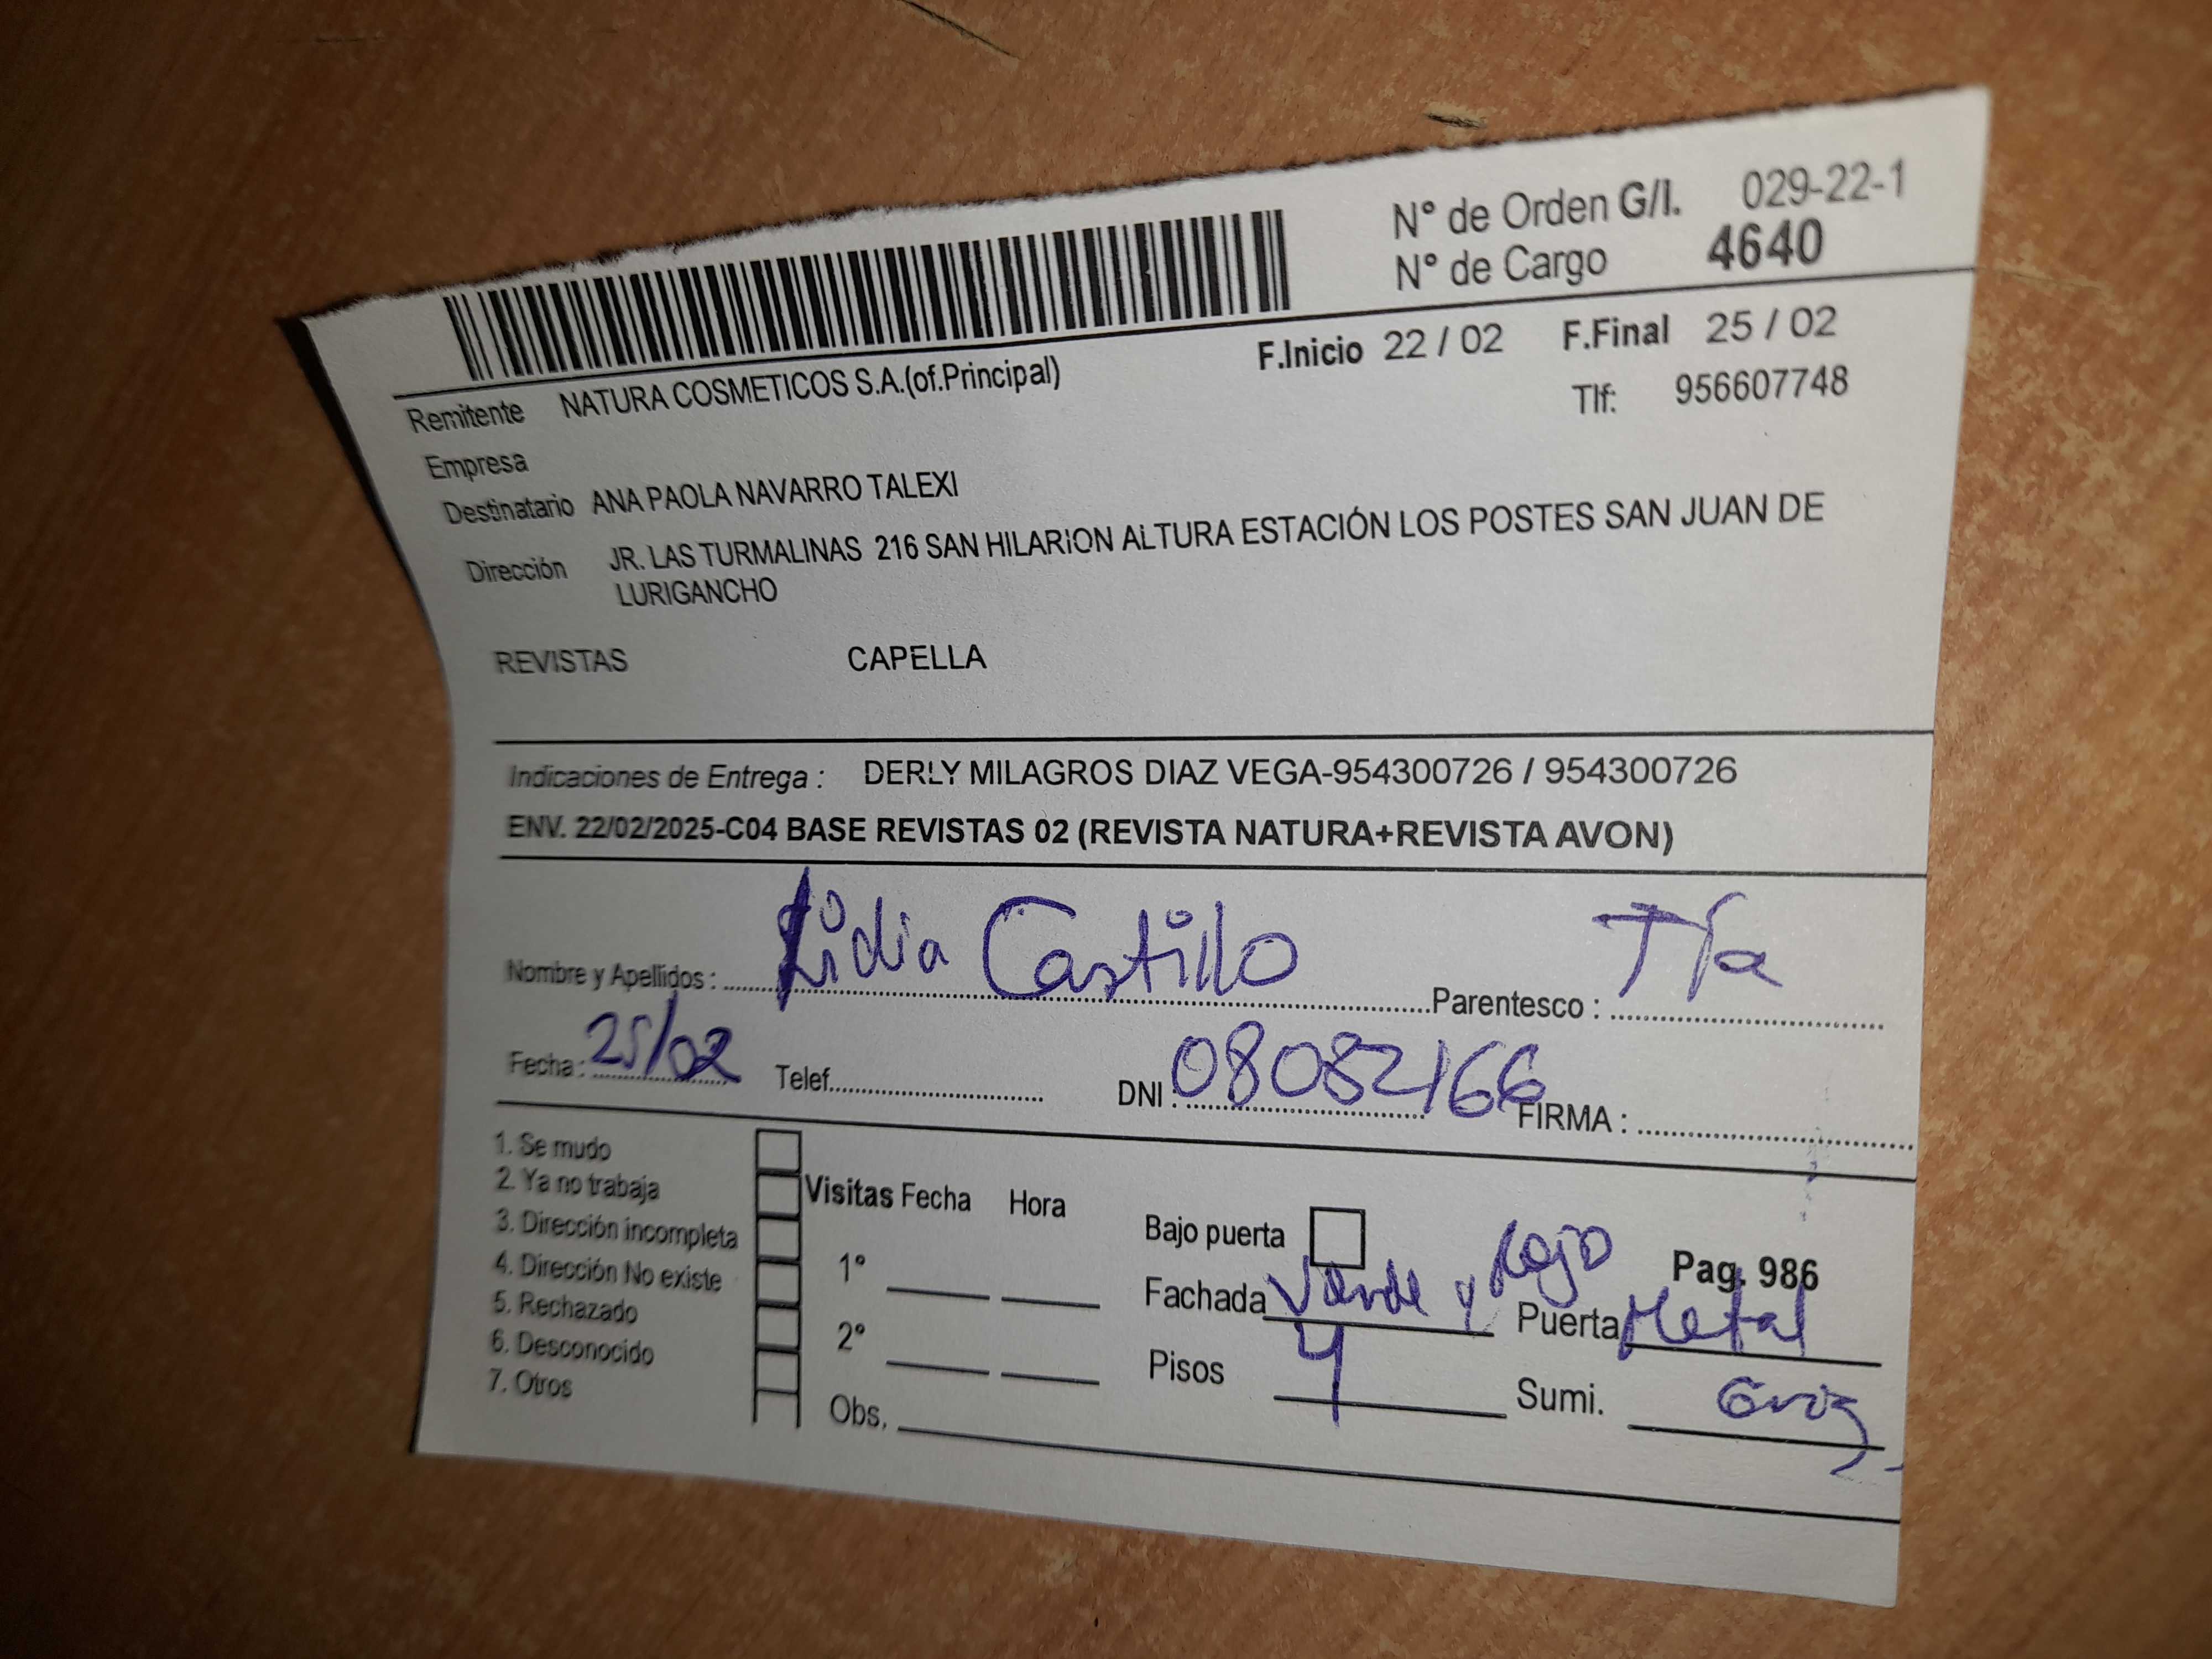 N° de Orden G/I. 029-22-1
N° de Cargo 4640
F.Inicio 22 / 02 F.Final 25 / 02
Remitente NATURA COSMETICOS S.A.(of.Principal)
Tlf: 956607748
Empresa
Destinatario ANA PAOLA NAVARRO TALEXI
Dirección JR. LAS TURMALINAS 216 SAN HILARION ALTURA ESTACIÓN LOS POSTES SAN JUAN DE
LURIGANCHO
REVISTAS CAPELLA
Indicaciones de Entrega : DERLY MILAGROS DIAZ VEGA-954300726 / 954300726
ENV. 22/02/2025-C04 BASE REVISTAS 02 (REVISTA NATURA+REVISTA AVON)
Nombre y Apellidos : Lidia Castillo Parentesco : Tía
Fecha : 25/02 Telef. DNI : 08082166 FIRMA :
1. Se mudo
2. Ya no trabaja
3. Dirección incompleta
4. Dirección No existe
5. Rechazado
6. Desconocido
7. Otros
Visitas Fecha Hora
1°
2°
Obs.
Bajo puerta
Pag. 986
Fachada Verde y Rojo Puerta Metal
Pisos 4 Sumi.